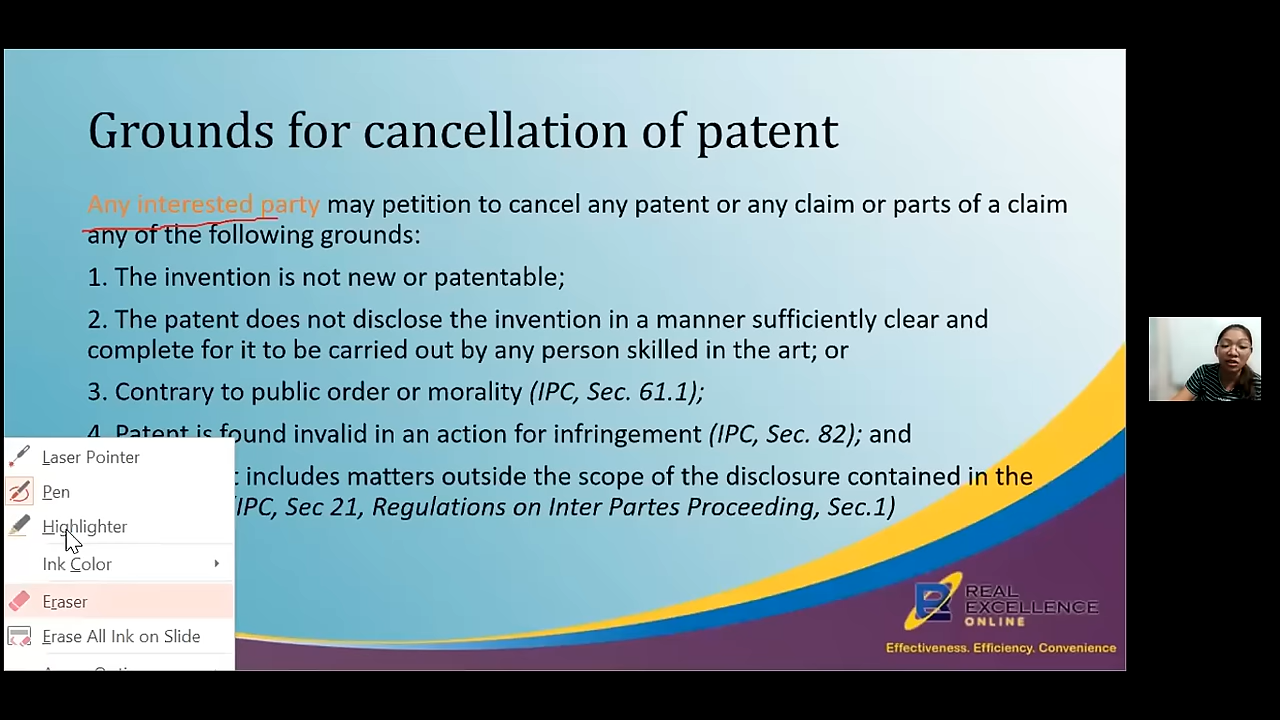 Grounds for cancellation of patent
Any interested party may petition to cancel any patent or any claim or parts of a claim
any of the following grounds:
1. The invention is not new or patentable;
2. The patent does not disclose the invention in a manner sufficiently clear and
complete for it to be carried out by any person skilled in the art; or
3. Contrary to public order or morality (IPC, Sec. 61.1);
4. Patent is found invalid in an action for infringement (IPC, Sec. 82); and
includes matters outside the scope of the disclosure contained in the
(IPC, Sec 21, Regulations on Inter Partes Proceeding, Sec.1)
Laser Pointer
Pen
Highlighter
Ink Color
Eraser
Erase All Ink on Slide
REAL
EXCELLENCE
ONLINE
Effectiveness. Efficiency. Convenience